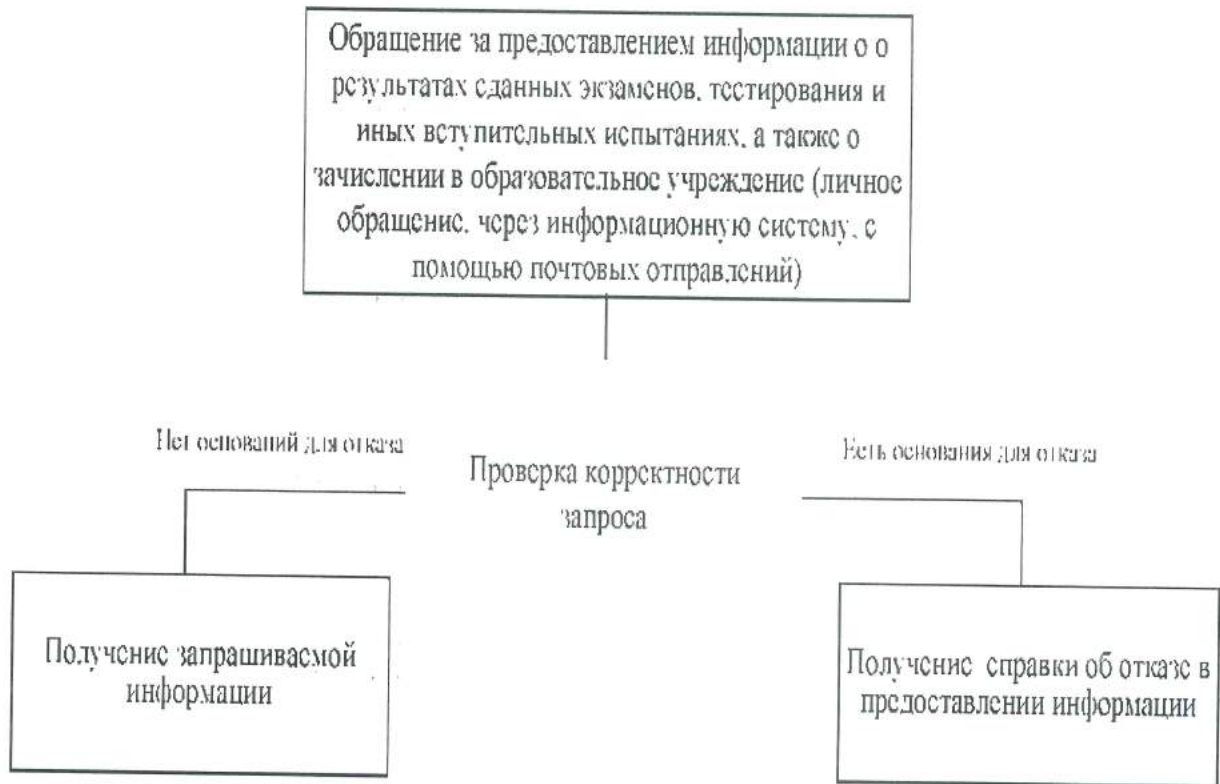 Обращение за предоставлением информации о о
результатах сданных экзаменов, тестирования и
иных вступительных испытаниях, а также о
зачислении в образовательное учреждение (личное
обращение, через информационную систему, с
помощью почтовых отправлений)
Нет оснований для отказа
Есть основания для отказа
Проверка корректности
запроса
Получение запрашиваемой
информации
Получение справки об отказе в
предоставлении информации